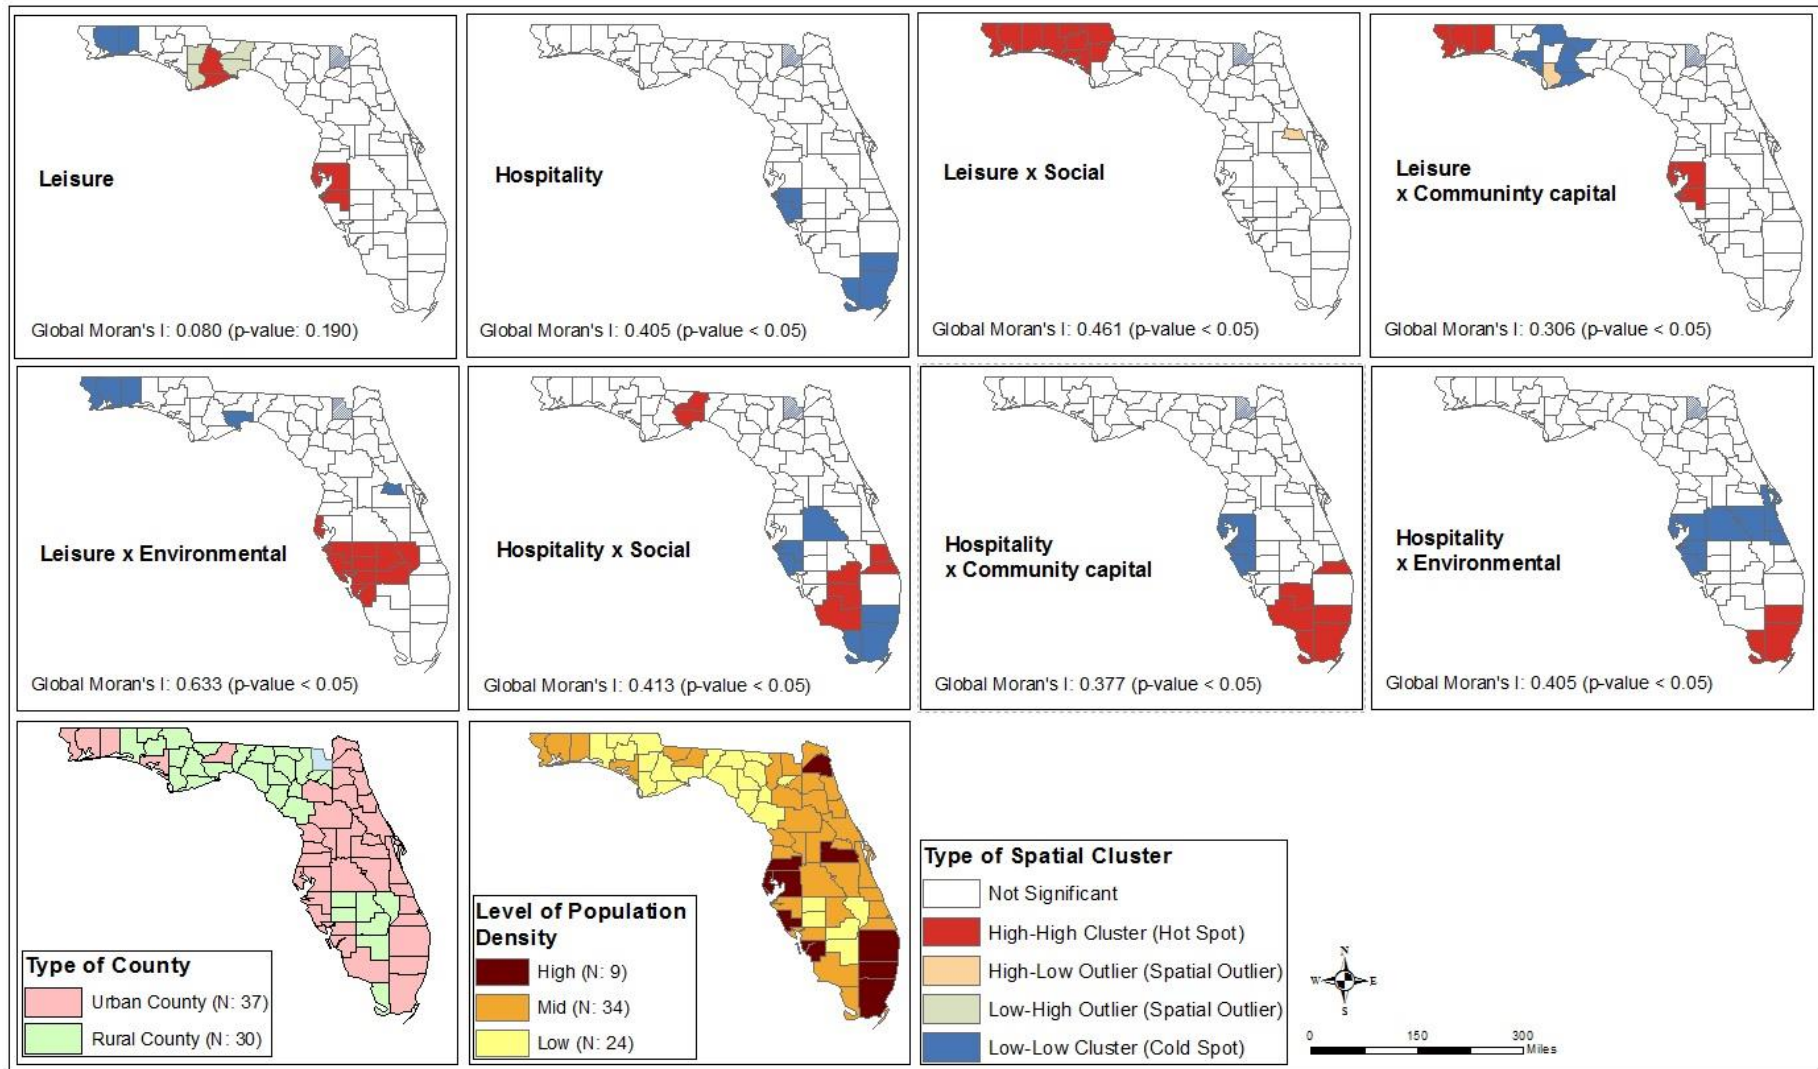 Leisure
Global Moran's I: 0.080 (p-value: 0.190)
Hospitality
Global Moran's I: 0.405 (p-value < 0.05)
Leisure x Social
Global Moran's I: 0.461 (p-value < 0.05)
Leisure
x Communinty capital
Global Moran's I: 0.306 (p-value < 0.05)
Leisure x Environmental
Global Moran's I: 0.633 (p-value < 0.05)
Hospitality x Social
Global Moran's I: 0.413 (p-value < 0.05)
Hospitality
x Community capital
Global Moran's I: 0.377 (p-value < 0.05)
Hospitality
x Environmental
Global Moran's I: 0.405 (p-value < 0.05)
Type of County
Urban County (N: 37)
Rural County (N: 30)
Level of Population
Density
High (N: 9)
Mid (N: 34)
Low (N: 24)
Type of Spatial Cluster
Not Significant
High-High Cluster (Hot Spot)
High-Low Outlier (Spatial Outlier)
Low-High Outlier (Spatial Outlier)
Low-Low Cluster (Cold Spot)
N
W E
S
0 150 300
Miles